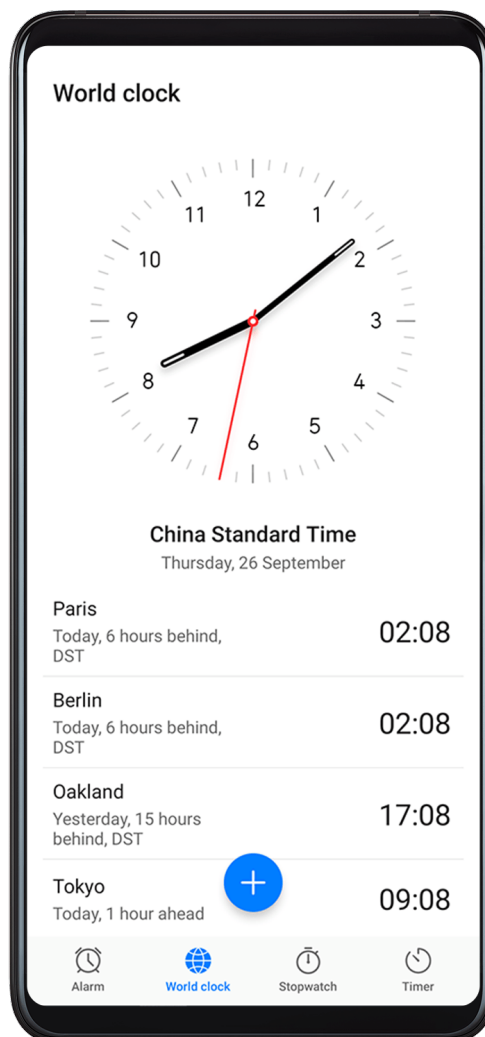 World clock
12
11
1
10
2
9
3
8
4
7
5
6
China Standard Time
Thursday, 26 September
Paris
Today, 6 hours behind,
DST
02:08
Berlin
Today, 6 hours behind,
DST
02:08
Oakland
Yesterday, 15 hours
behind, DST
17:08
Tokyo
Today, 1 hour ahead
09:08
Alarm
World clock
Stopwatch
Timer